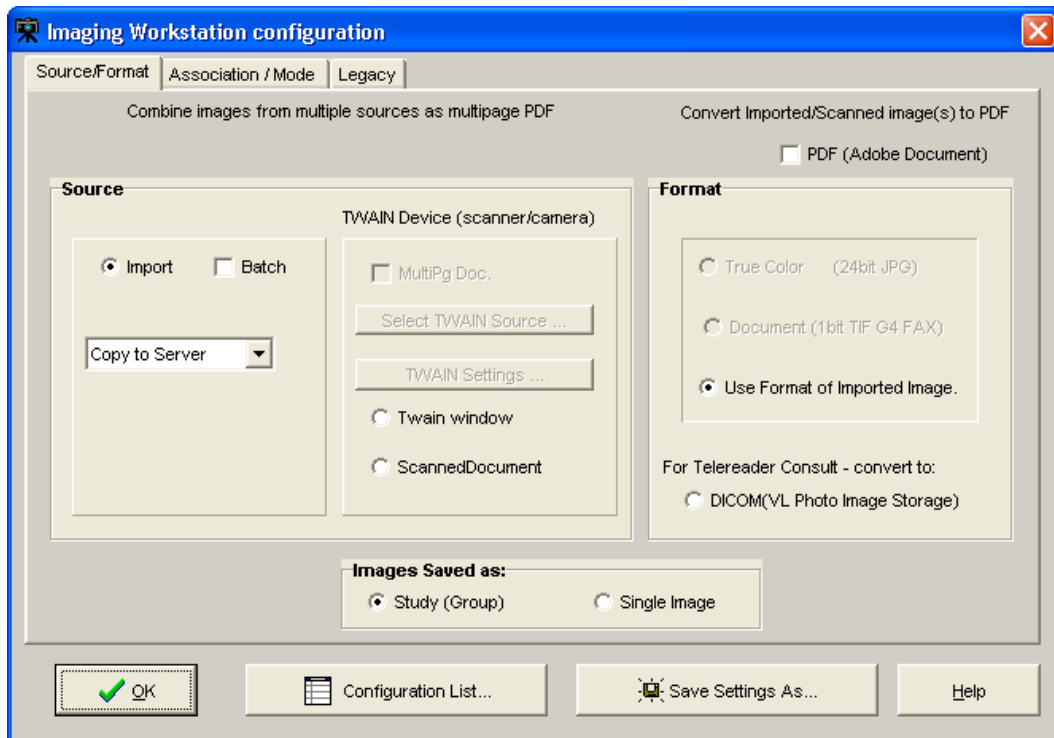 Imaging Workstation configuration
Source/Format Association / Mode Legacy
Combine images from multiple sources as multipage PDF
Convert Imported/Scanned image(s) to PDF
PDF (Adobe Document)
Source
TWAIN Device (scanner/camera)
Import Batch
Copy to Server
MultiPg Doc.
Select TWAIN Source ...
TWAIN Settings ...
Twain window
ScannedDocument
Format
True Color (24bit JPG)
Document (1bit TIF G4 FAX)
Use Format of Imported Image.
For Telereader Consult - convert to:
DICOM(VL Photo Image Storage)
Images Saved as:
Study (Group) Single Image
OK Configuration List... Save Settings As... Help